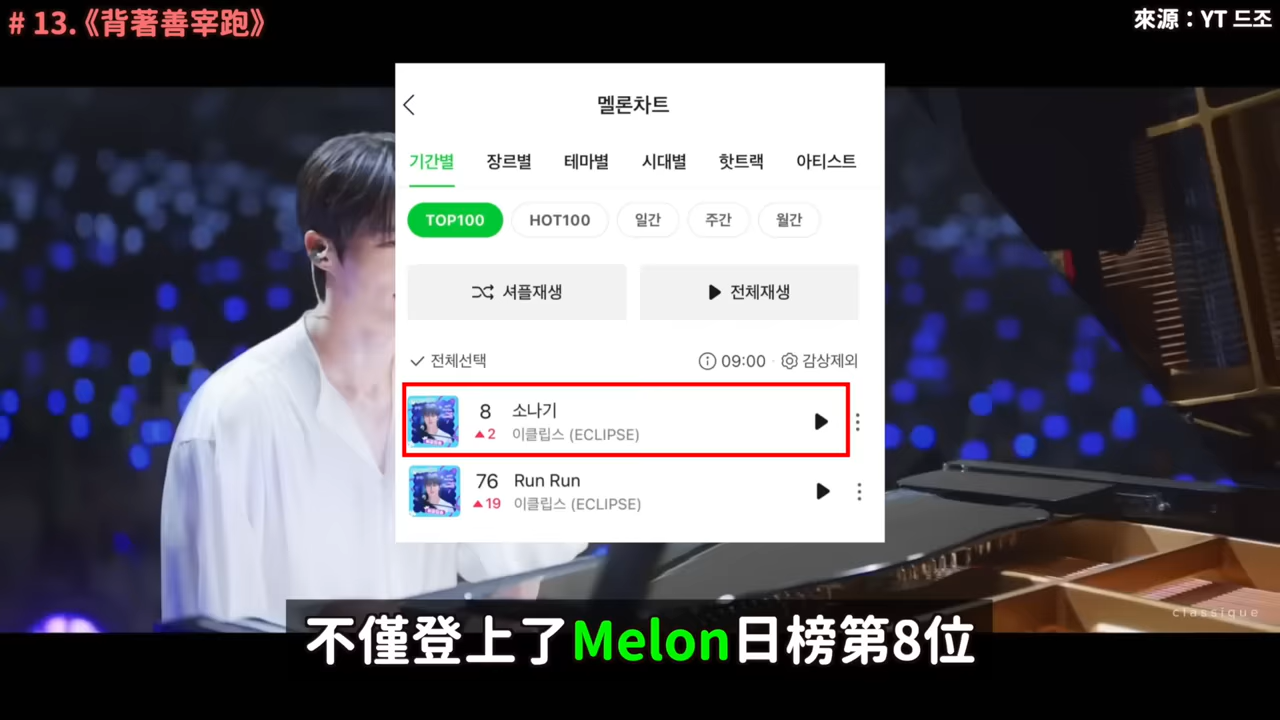 # 13.《背著善宰跑》
來源：YT 드조
멜론차트
기간별 장르별 테마별 시대별 핫트랙 아티스트
TOP100 HOT100 일간 주간 월간
셔플재생 전체재생
전체선택 09:00 · 감상제외
8 소나기
▲2 이클립스 (ECLIPSE)
76 Run Run
▲19 이클립스 (ECLIPSE)
classique
不僅登上了Melon日榜第8位